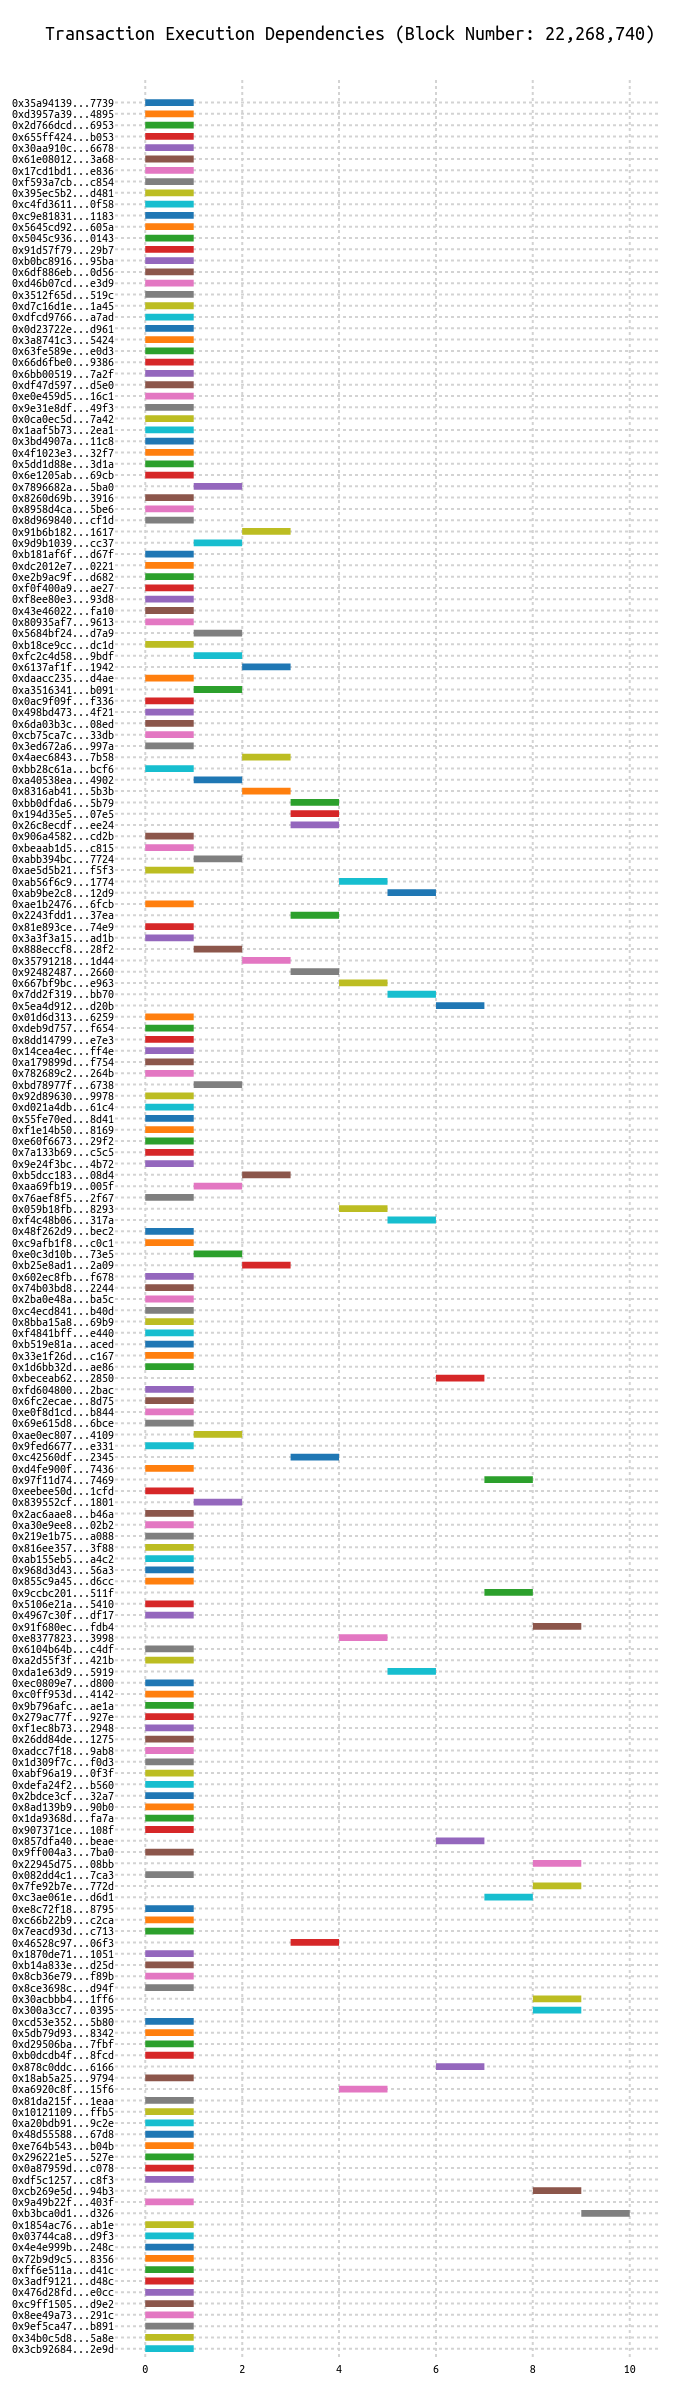 Transaction Execution Dependencies (Block Number: 22,268,740)
0x35a94139...7739
0xd3957a39...4895
0x2d766dcd...6953
0x655ff424...b053
0x30aa910c...6678
0x61e08012...3a68
0x17cd1bd1...e836
0xf593a7cb...c854
0x395ec5b2...d481
0xc4fd3611...0f58
0xc9e81831...1183
0x5645cd92...605a
0x5045c936...0143
0x91d57f79...29b7
0xb0bc8916...95ba
0x6df886eb...0d56
0xd46b07cd...e3d9
0x3512f65d...519c
0xd7c16d1e...1a45
0xdfcd9766...a7ad
0x0d23722e...d961
0x3a8741c3...5424
0x63fe589e...e0d3
0x66d6fbe0...9386
0x6bb00519...7a2f
0xdf47d597...d5e0
0xe0e459d5...16c1
0x9e31e8df...49f3
0x0ca0ec5d...7a42
0x1aaf5b73...2ea1
0x3bd4907a...11c8
0x4f1023e3...32f7
0x5dd1d88e...3d1a
0x6e1205ab...69cb
0x7896682a...5ba0
0x8260d69b...3916
0x8958d4ca...5be6
0x8d969840...cf1d
0x91b6b182...1617
0x9d9b1039...cc37
0xb181af6f...d67f
0xdc2012e7...0221
0xe2b9ac9f...d682
0xf0f400a9...ae27
0xf8ee80e3...93d8
0x43e46022...fa10
0x80935af7...9613
0x5684bf24...d7a9
0xb18ce9cc...dc1d
0xfc2c4d58...9bdf
0x6137af1f...1942
0xdaacc235...d4ae
0xa3516341...b091
0x0ac9f09f...f336
0x498bd473...4f21
0x6da03b3c...08ed
0xcb75ca7c...33db
0x3ed672a6...997a
0x4aec6843...7b58
0xbb28c61a...bcf6
0xa40538ea...4902
0x8316ab41...5b3b
0xbb0dfda6...5b79
0x194d35e5...07e5
0x26c8ecdf...ee24
0x906a4582...cd2b
0xbeaab1d5...c815
0xabb394bc...7724
0xae5d5b21...f5f3
0xab56f6c9...1774
0xab9be2c8...12d9
0xae1b2476...6fcb
0x2243fdd1...37ea
0x81e893ce...74e9
0x3a3f3a15...ad1b
0x888eccf8...28f2
0x35791218...1d44
0x92482487...2660
0x667bf9bc...e963
0x7dd2f319...bb70
0x5ea4d912...d20b
0x01d6d313...6259
0xdeb9d757...f654
0x8dd14799...e7e3
0x14cea4ec...ff4e
0xa179899d...f754
0x782689c2...264b
0xbd78977f...6738
0x92d89630...9978
0xd021a4db...61c4
0x55fe70ed...8d41
0xf1e14b50...8169
0xe60f6673...29f2
0x7a133b69...c5c5
0x9e24f3bc...4b72
0xb5dcc183...08d4
0xaa69fb19...005f
0x76aef8f5...2f67
0x059b18fb...8293
0xf4c48b06...317a
0x48f262d9...bec2
0xc9afb1f8...c0c1
0xe0c3d10b...73e5
0xb25e8ad1...2a09
0x602ec8fb...f678
0x74b03bd8...2244
0x2ba0e48a...ba5c
0xc4ecd841...b40d
0x8bba15a8...69b9
0xf4841bff...e440
0xb519e81a...aced
0x33e1f26d...c167
0x1d6bb32d...ae86
0xbeceab62...2850
0xfd604800...2bac
0x6fc2ecae...8d75
0xe0f8d1cd...b844
0x69e615d8...6bce
0xae0ec807...4109
0x9fed6677...e331
0xc42560df...2345
0xd4fe900f...7436
0x97f11d74...7469
0xeebee50d...1cfd
0x839552cf...1801
0x2ac6aae8...b46a
0xa30e9ee8...02b2
0x219e1b75...a088
0x816ee357...3f88
0xab155eb5...a4c2
0x968d3d43...56a3
0x855c9a45...d6cc
0x9ccbc201...511f
0x5106e21a...5410
0x4967c30f...df17
0x91f680ec...fdb4
0xe8377823...3998
0x6104b64b...c4df
0xa2d55f3f...421b
0xda1e63d9...5919
0xec0809e7...d800
0xc0ff953d...4142
0x9b796afc...ae1a
0x279ac77f...927e
0xf1ec8b73...2948
0x26dd84de...1275
0xadcc7f18...9ab8
0x1d309f7c...f0d3
0xabf96a19...0f3f
0xdefa24f2...b560
0x2bdce3cf...32a7
0x8ad139b9...90b0
0x1da9368d...fa7a
0x907371ce...108f
0x857dfa40...beae
0x9ff004a3...7ba0
0x22945d75...08bb
0x082dd4c1...7ca3
0x7fe92b7e...772d
0xc3ae061e...d6d1
0xe8c72f18...8795
0xc66b22b9...c2ca
0x7eacd93d...c713
0x46528c97...06f3
0x1870de71...1051
0xb14a833e...d25d
0x8cb36e79...f89b
0x8ce3698c...d94f
0x30acbbb4...1ff6
0x300a3cc7...0395
0xcd53e352...5b80
0x5db79d93...8342
0xd29506ba...7fbf
0xb0dcdb4f...8fcd
0x878c0ddc...6166
0x18ab5a25...9794
0xa6920c8f...15f6
0x81da215f...1eaa
0x10121109...ffb5
0xa20bdb91...9c2e
0x48d55588...67d8
0xe764b543...b04b
0x296221e5...527e
0x0a87959d...c078
0xdf5c1257...c8f3
0xcb269e5d...94b3
0x9a49b22f...403f
0xb3bca0d1...d326
0x1854ac76...ab1e
0x03744ca8...d9f3
0x4e4e999b...248c
0x72b9d9c5...8356
0xff6e511a...d41c
0x3adf9121...d48c
0x476d28fd...e0cc
0xc9ff1505...d9e2
0x8ee49a73...291c
0x9ef5ca47...b891
0x34b0c5d8...5a8e
0x3cb92684...2e9d
0 2 4 6 8 10